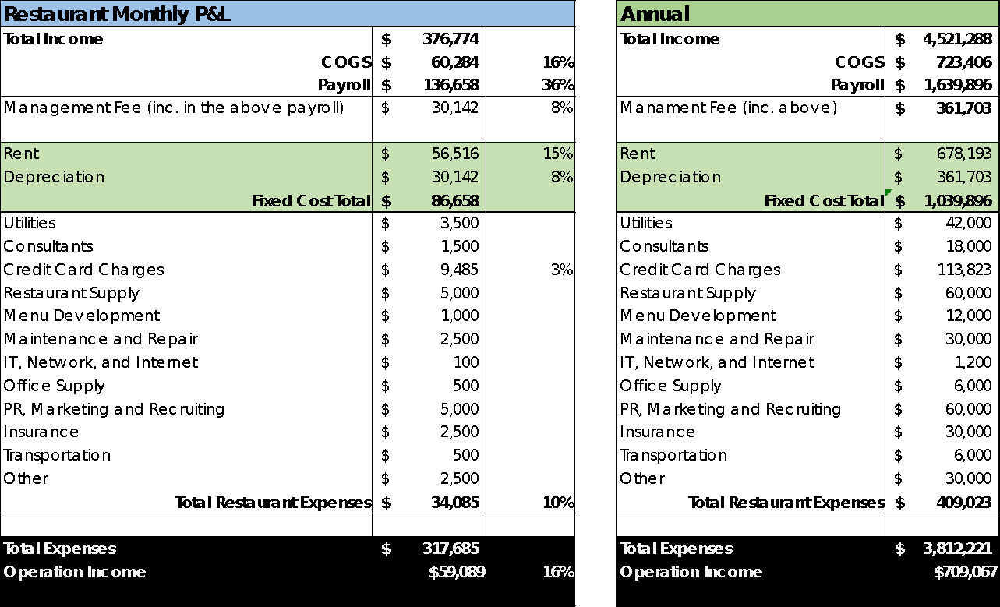 Restaurant Monthly P&L Annual
Total Income $ 376,774 Total Income $ 4,521,288
COGS $ 60,284 16% COGS $ 723,406
Payroll $ 136,658 36% Payroll $ 1,639,896
Management Fee (inc. in the above payroll) $ 30,142 8% Manament Fee (inc. above) $ 361,703
Rent $ 56,516 15% Rent $ 678,193
Depreciation $ 30,142 8% Depreciation $ 361,703
Fixed Cost Total $ 86,658 Fixed Cost Total $ 1,039,896
Utilities $ 3,500 Utilities $ 42,000
Consultants $ 1,500 Consultants $ 18,000
Credit Card Charges $ 9,485 3% Credit Card Charges $ 113,823
Restaurant Supply $ 5,000 Restaurant Supply $ 60,000
Menu Development $ 1,000 Menu Development $ 12,000
Maintenance and Repair $ 2,500 Maintenance and Repair $ 30,000
IT, Network, and Internet $ 100 IT, Network, and Internet $ 1,200
Office Supply $ 500 Office Supply $ 6,000
PR, Marketing and Recruiting $ 5,000 PR, Marketing and Recruiting $ 60,000
Insurance $ 2,500 Insurance $ 30,000
Transportation $ 500 Transportation $ 6,000
Other $ 2,500 Other $ 30,000
Total Restaurant Expenses $ 34,085 10% Total Restaurant Expenses $ 409,023
Total Expenses $ 317,685 Total Expenses $ 3,812,221
Operation Income $59,089 16% Operation Income $709,067